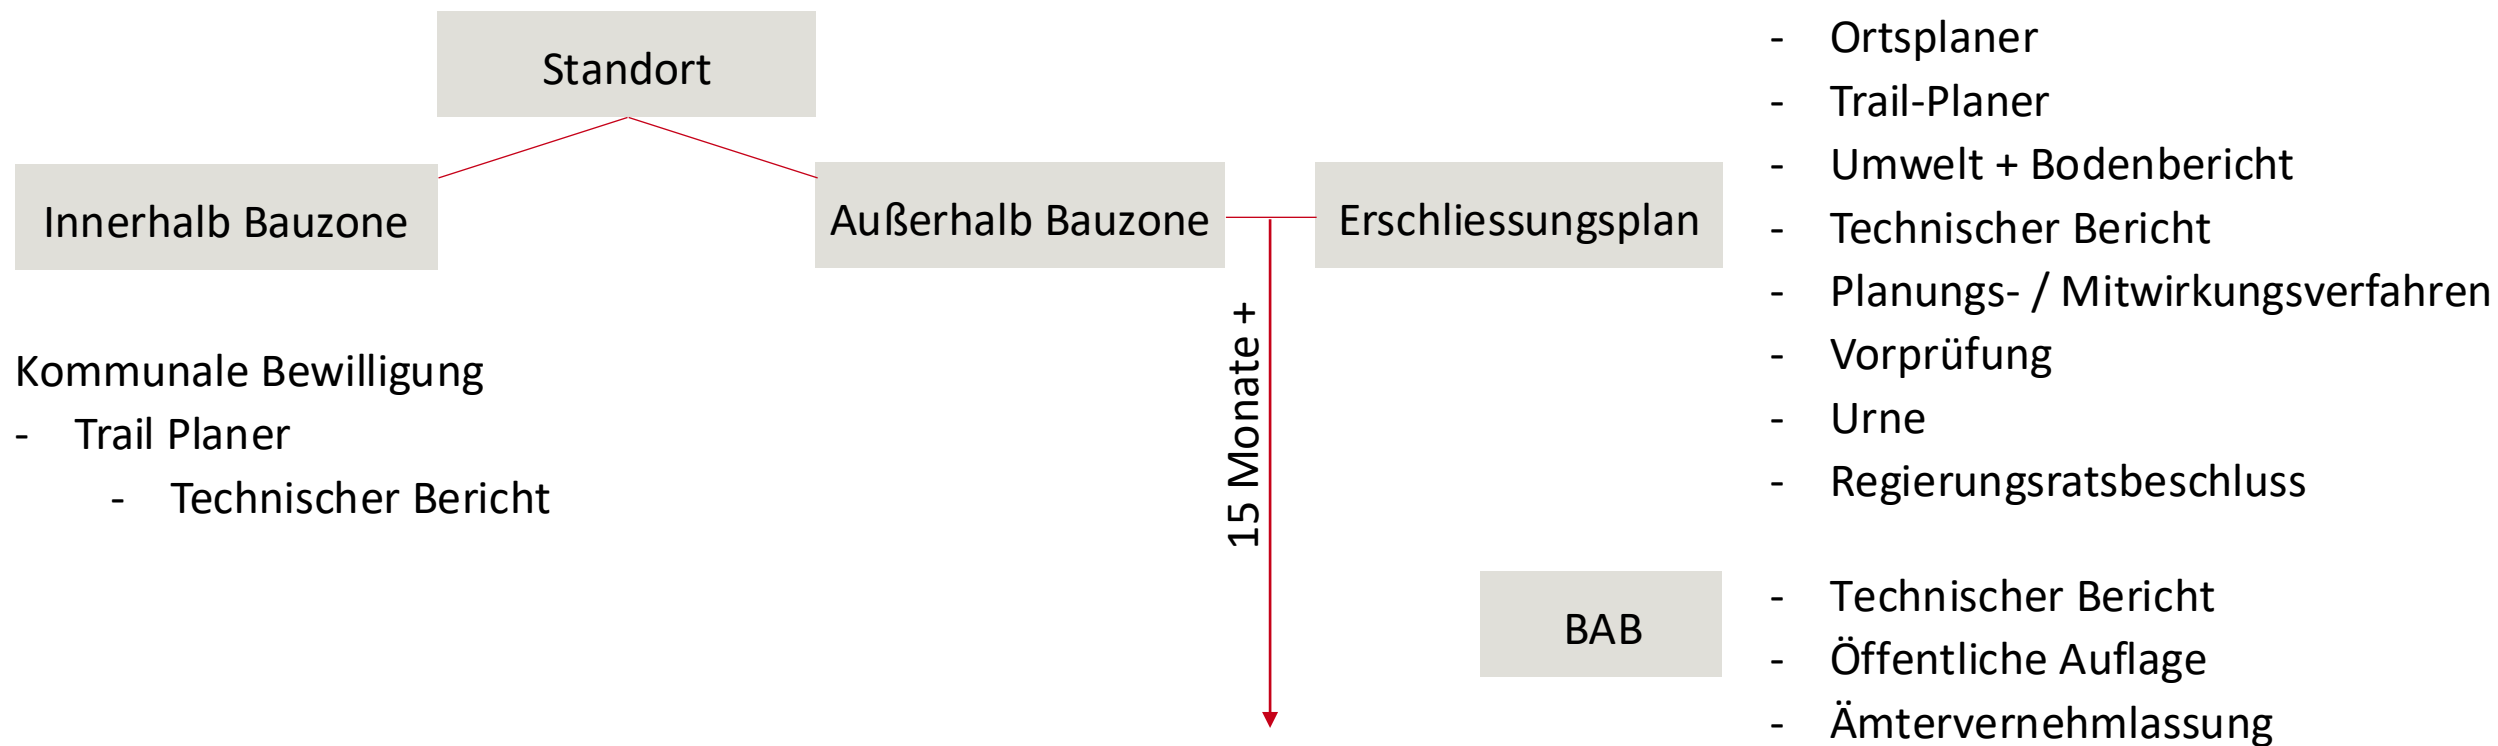 Standort
Innerhalb Bauzone
Außerhalb Bauzone
Erschliessungsplan
Kommunale Bewilligung
- Trail Planer
- Technischer Bericht
15 Monate +
- Ortsplaner
- Trail-Planer
- Umwelt + Bodenbericht
- Technischer Bericht
- Planungs- / Mitwirkungsverfahren
- Vorprüfung
- Urne
- Regierungsratsbeschluss
BAB
- Technischer Bericht
- Öffentliche Auflage
- Ämtervernehmlassung